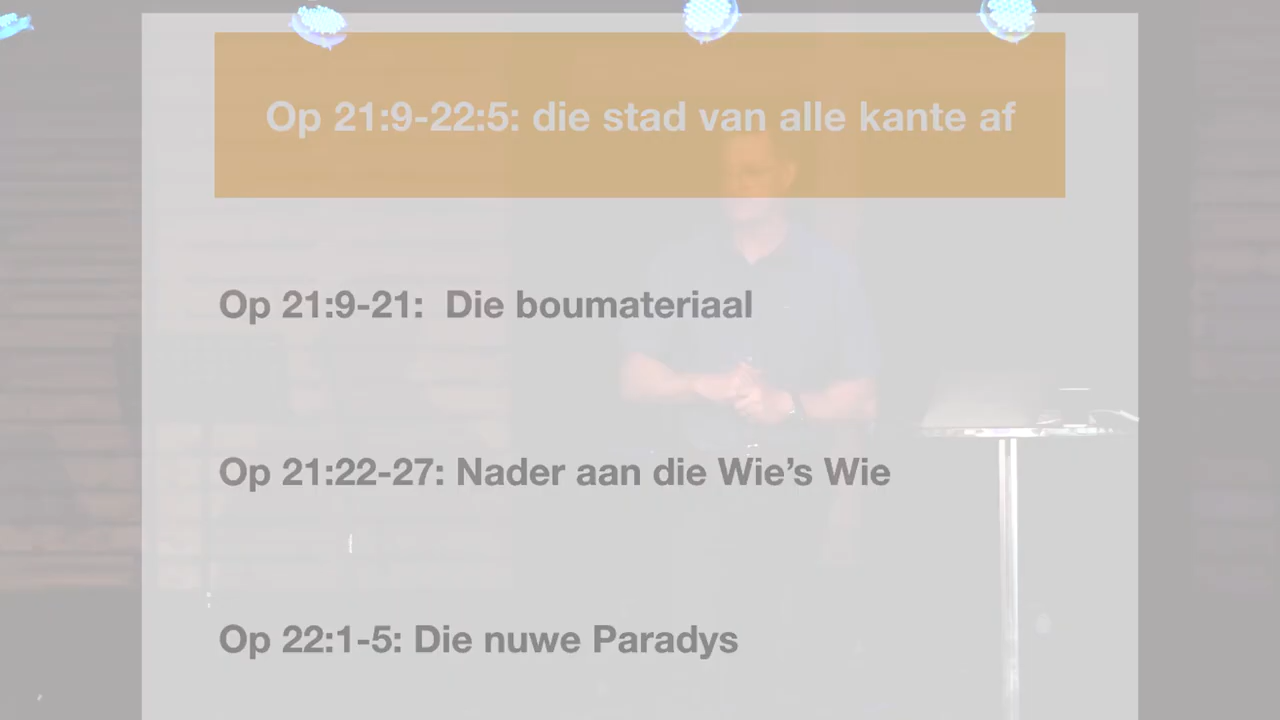 Op 21:9-22:5: die stad van alle kante af
Op 21:9-21: Die boumateriaal
Op 21:22-27: Nader aan die Wie’s Wie
Op 22:1-5: Die nuwe Paradys